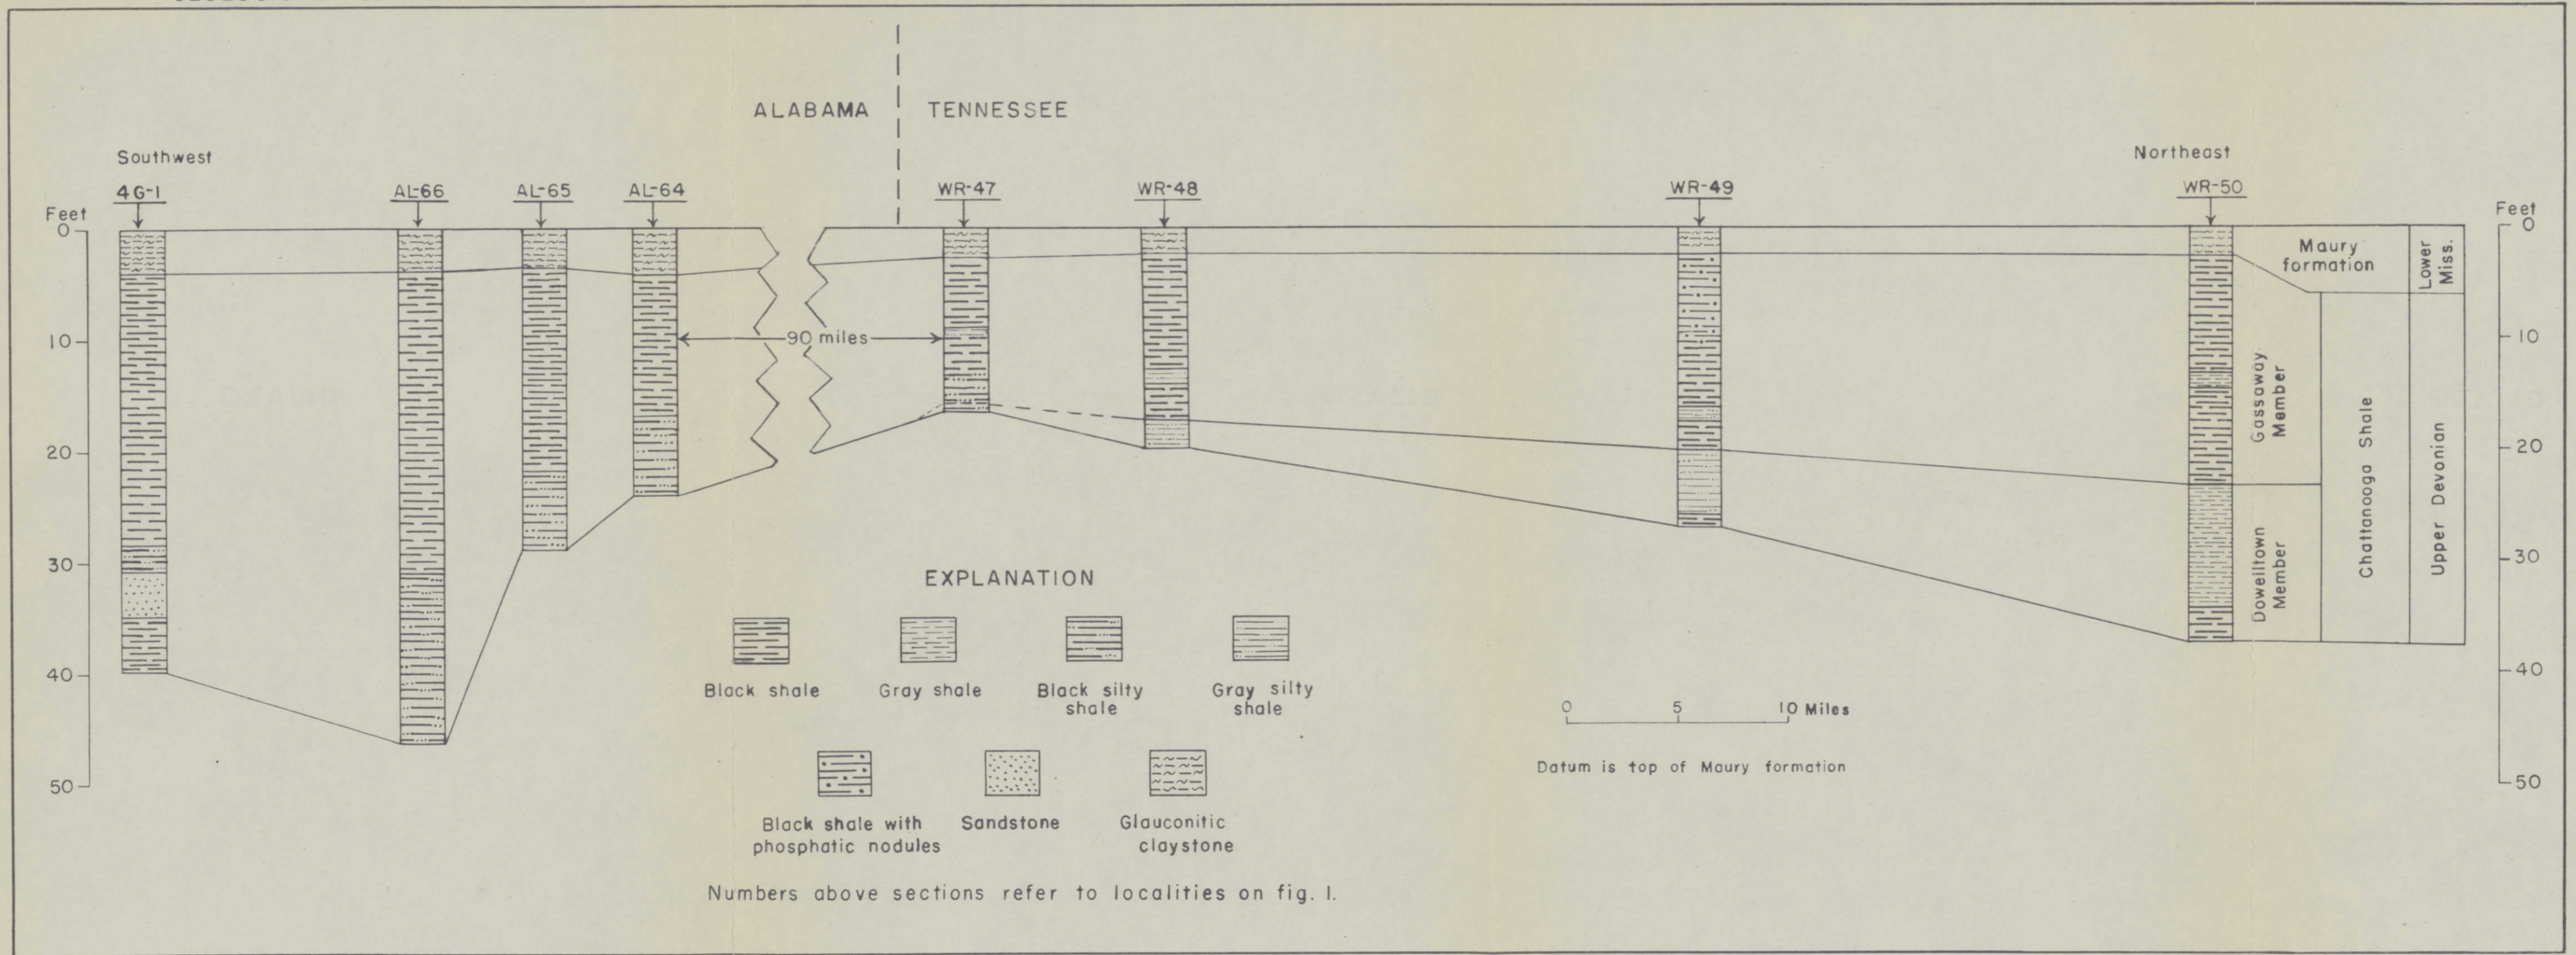 ALABAMA
TENNESSEE
Southwest
Northeast
4G-1
AL-66
AL-65
AL-64
WR-47
WR-48
WR-49
WR-50
Feet
0
10
20
30
40
50
90 miles
Feet
0
10
20
30
40
50
Maury
formation
Lower
Miss.
Gassaway
Member
Dowelltown
Member
Chattanooga Shale
Upper Devonian
EXPLANATION
Black shale
Gray shale
Black silty
shale
Gray silty
shale
Black shale with
phosphatic nodules
Sandstone
Glauconitic
claystone
Numbers above sections refer to localities on fig. 1.
0 5 10 Miles
Datum is top of Maury formation